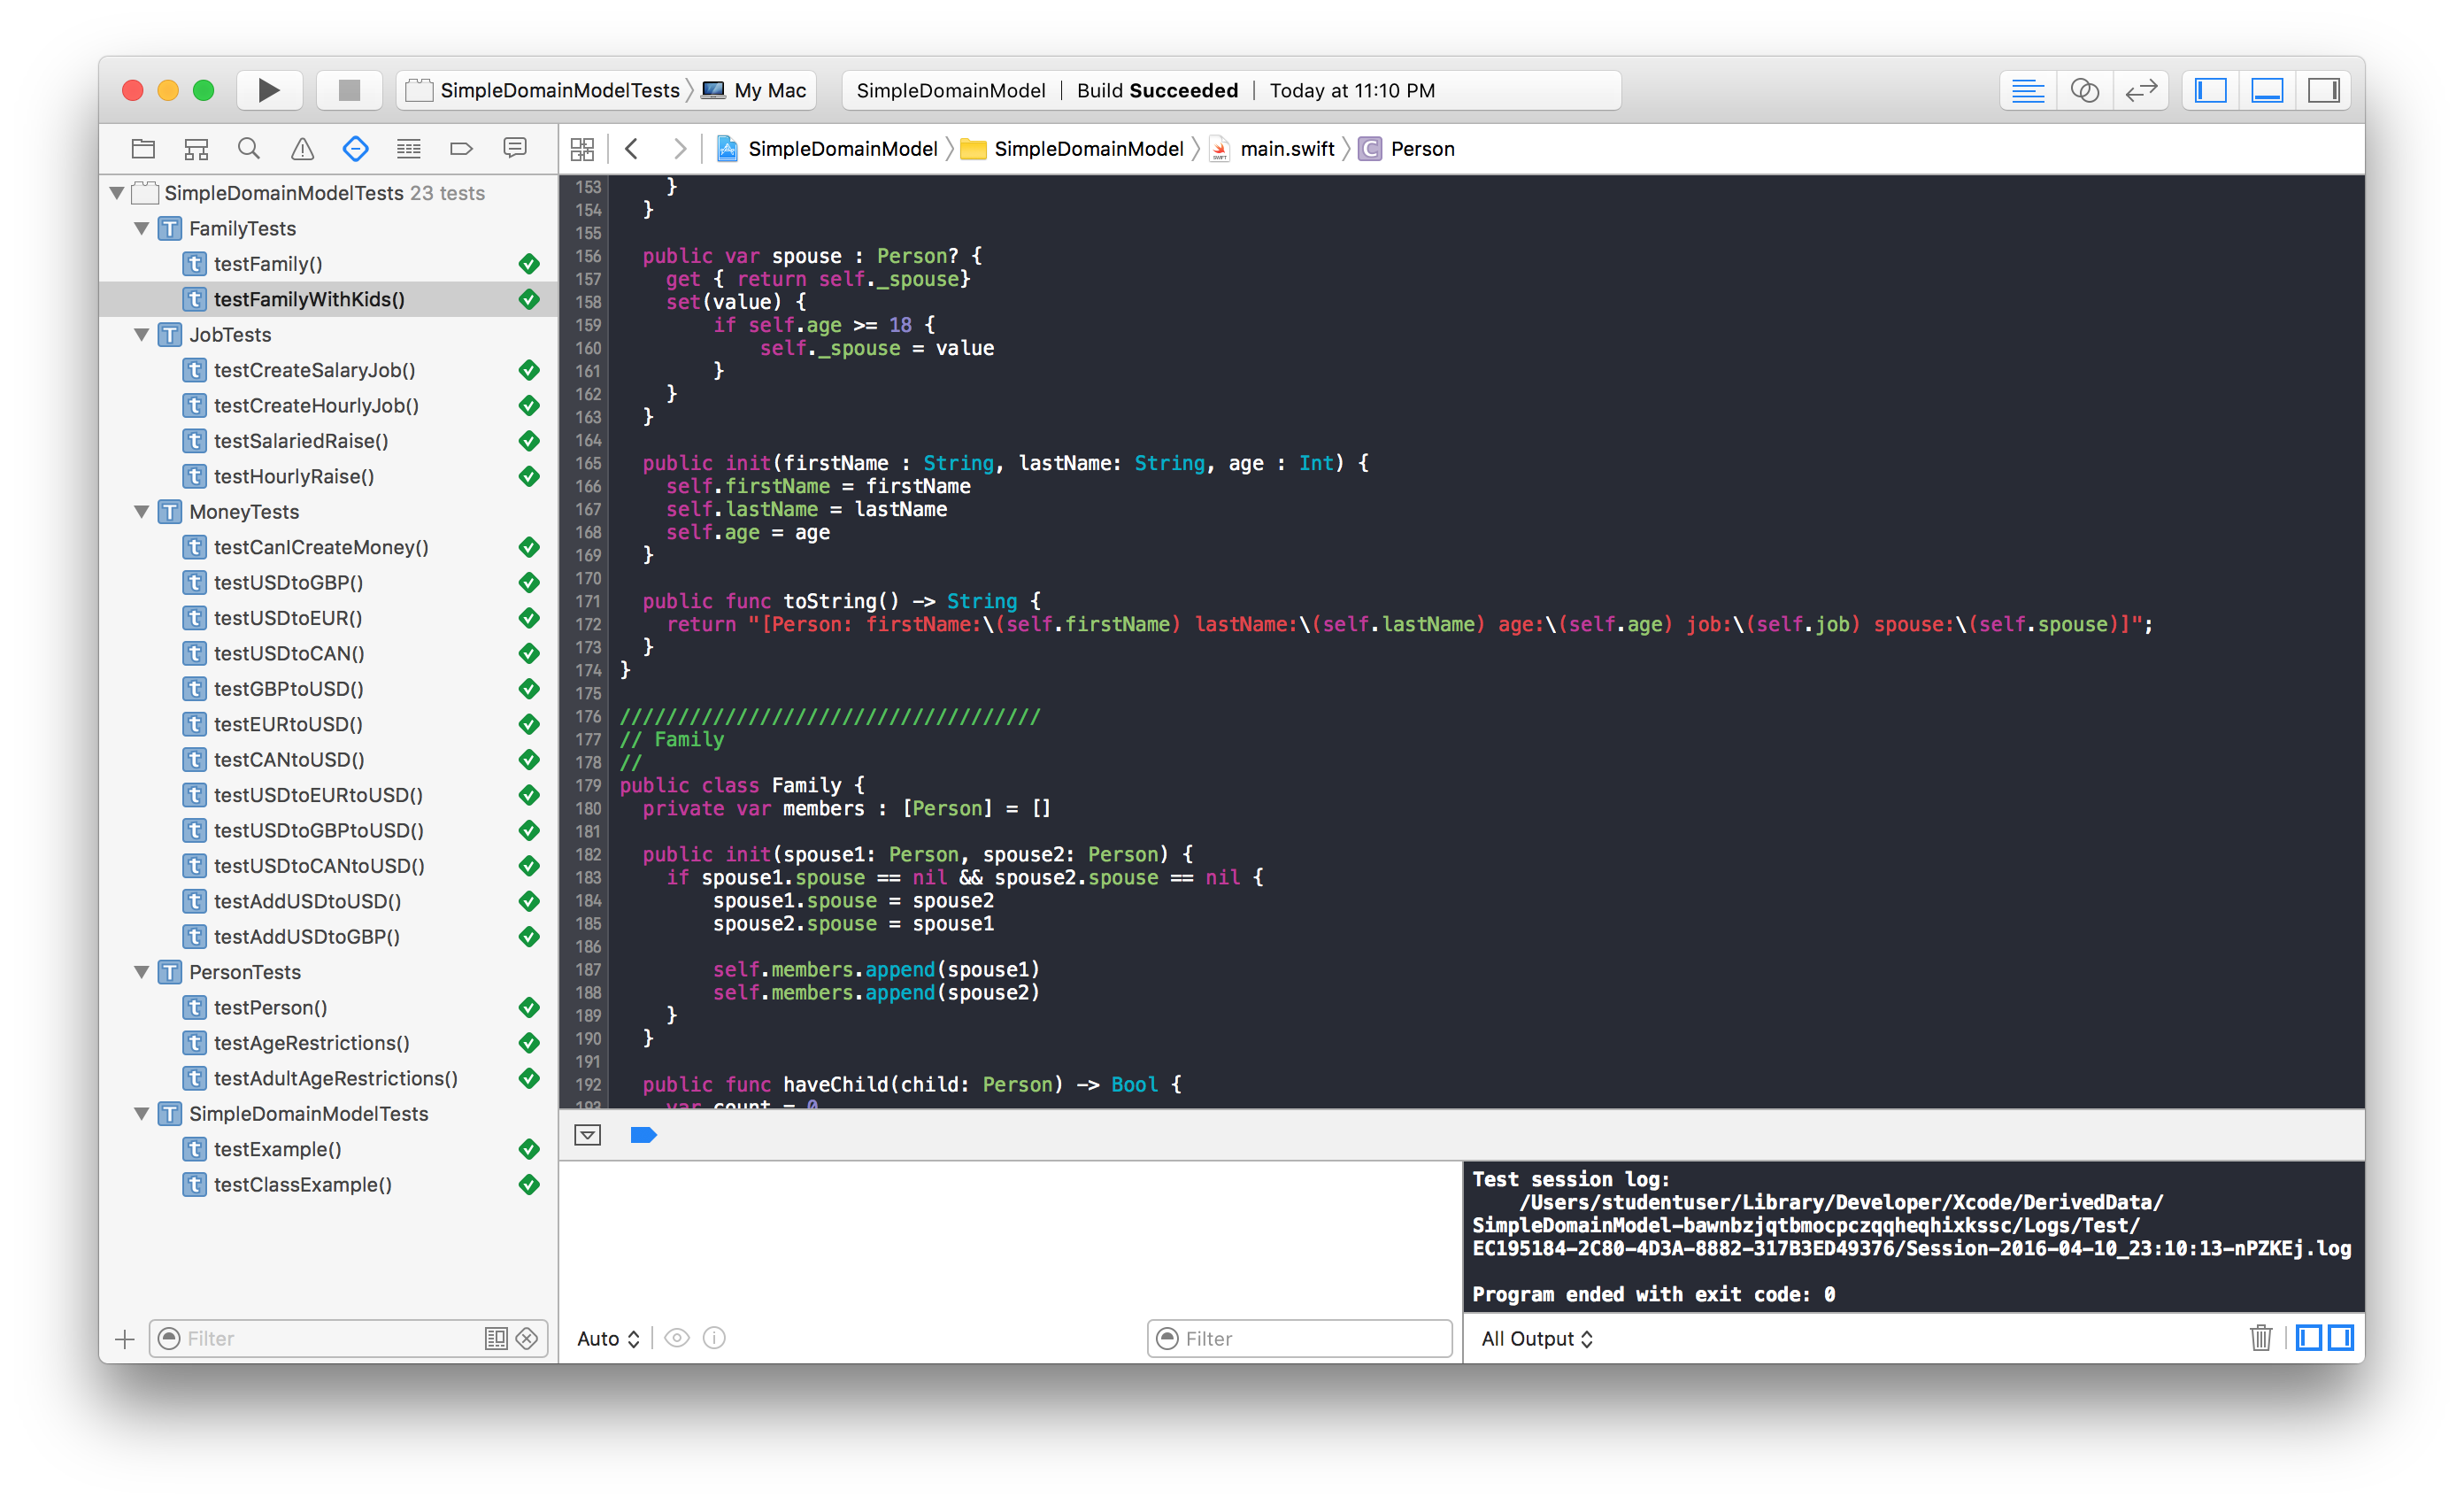 SimpleDomainModelTests My Mac
SimpleDomainModel | Build Succeeded | Today at 11:10 PM
SimpleDomainModel SimpleDomainModel main.swift C Person
SimpleDomainModelTests 23 tests
T FamilyTests
t testFamily()
t testFamilyWithKids()
T JobTests
t testCreateSalaryJob()
t testCreateHourlyJob()
t testSalariedRaise()
t testHourlyRaise()
T MoneyTests
t testCanICreateMoney()
t testUSDtoGBP()
t testUSDtoEUR()
t testUSDtoCAN()
t testGBPtoUSD()
t testEURtoUSD()
t testCANtoUSD()
t testUSDtoEURtoUSD()
t testUSDtoGBPtoUSD()
t testUSDtoCANtoUSD()
t testAddUSDtoUSD()
t testAddUSDtoGBP()
T PersonTests
t testPerson()
t testAgeRestrictions()
t testAdultAgeRestrictions()
T SimpleDomainModelTests
t testExample()
t testClassExample()
Filter
153 }
154 }
155
156 public var spouse : Person? {
157 get { return self._spouse}
158 set(value) {
159 if self.age >= 18 {
160 self._spouse = value
161 }
162 }
163 }
164
165 public init(firstName : String, lastName: String, age : Int) {
166 self.firstName = firstName
167 self.lastName = lastName
168 self.age = age
169 }
170
171 public func toString() -> String {
172 return "[Person: firstName:\(self.firstName) lastName:\(self.lastName) age:\(self.age) job:\(self.job) spouse:\(self.spouse)]";
173 }
174 }
175
176 ////////////////////////////////////
177 // Family
178 //
179 public class Family {
180 private var members : [Person] = []
181
182 public init(spouse1: Person, spouse2: Person) {
183 if spouse1.spouse == nil && spouse2.spouse == nil {
184 spouse1.spouse = spouse2
185 spouse2.spouse = spouse1
186
187 self.members.append(spouse1)
188 self.members.append(spouse2)
189 }
190 }
191
192 public func haveChild(child: Person) -> Bool {
193 var count = 0
Auto
Filter
Test session log:
/Users/studentuser/Library/Developer/Xcode/DerivedData/
SimpleDomainModel-bawnbzjqtbmocpczqqheqhixkssc/Logs/Test/
EC195184-2C80-4D3A-8882-317B3ED49376/Session-2016-04-10_23:10:13-nPZKEj.log
Program ended with exit code: 0
All Output